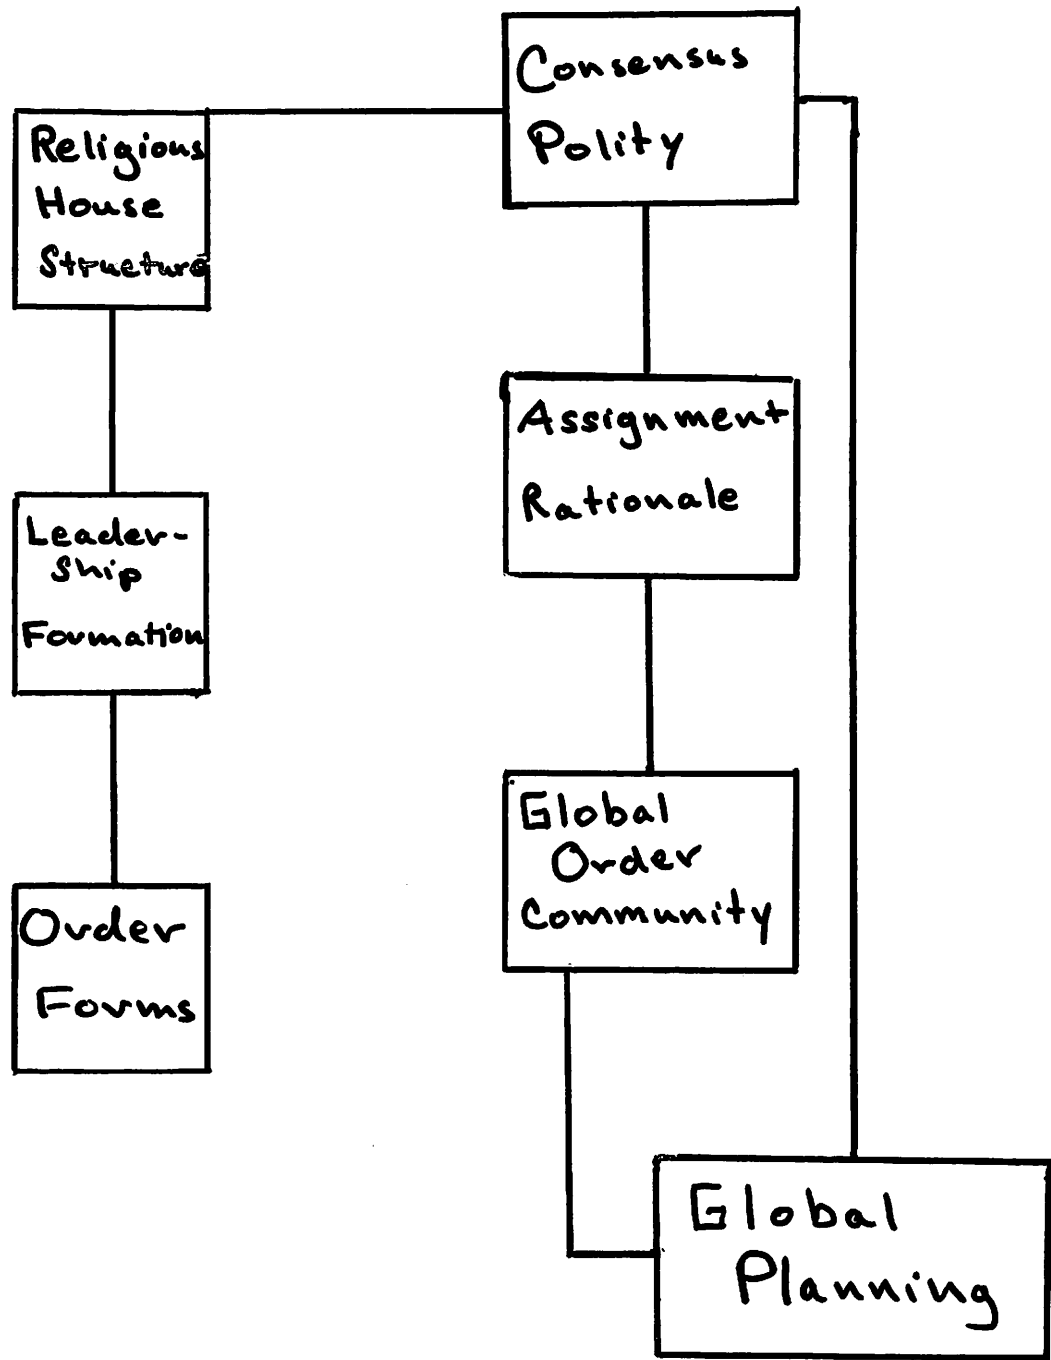 Consensus
Polity
Religious
House
Structure
Assignment
Rationale
Leader-
ship
Formation
Global
Order
Community
Order
Forms
Global
Planning